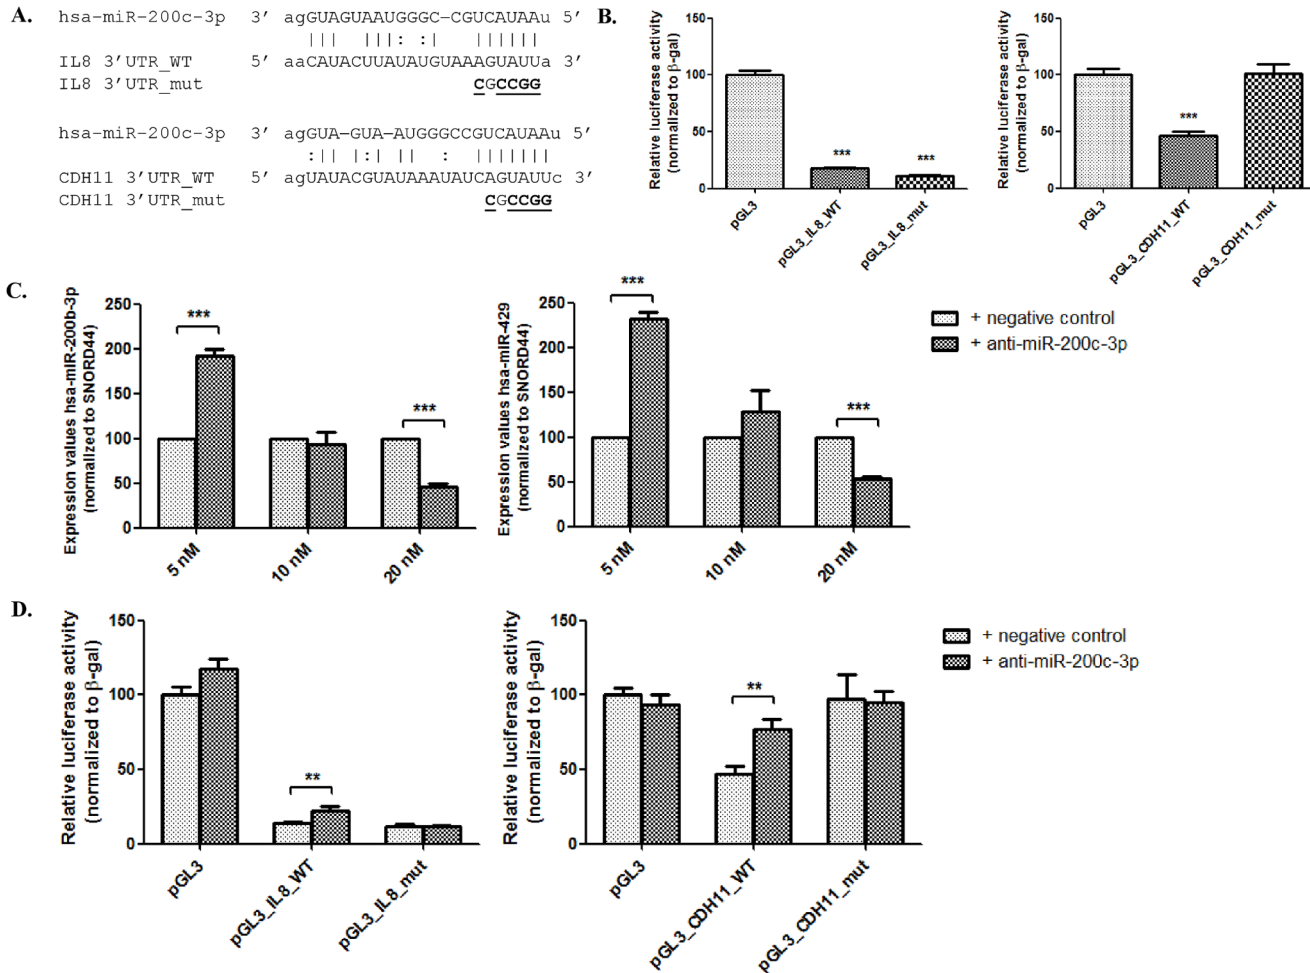 A.
hsa-miR-200c-3p 3' agGUAGUAAUGGGC-CGUCAUAAu 5'
||| |||: :| ||||||
IL8 3'UTR_WT 5' aaCAUACUUAUAUGUAAAGUAUUa 3'
IL8 3'UTR_mut CGCCGG
hsa-miR-200c-3p 3' agGUA-GUA-AUGGGCCGUCAUAAu 5'
:|| |:| || : |||||||
CDH11 3'UTR_WT 5' agUAUACGUAUAAAUAUCAGUAUUc 3'
CDH11 3'UTR_mut CGCCGG
B.
Relative luciferase activity
(normalized to β-gal)
150
100
50
0
***
***
pGL3
pGL3_IL8_WT
pGL3_IL8_mut
Relative luciferase activity
(normalized to β-gal)
150
100
50
0
***
pGL3
pGL3_CDH11_WT
pGL3_CDH11_mut
C.
Expression values hsa-miR-200b-3p
(normalized to SNORD44)
250
200
150
100
50
0
***
***
5 nM
10 nM
20 nM
Expression values hsa-miR-429
(normalized to SNORD44)
250
200
150
100
50
0
***
***
5 nM
10 nM
20 nM
+ negative control
+ anti-miR-200c-3p
D.
Relative luciferase activity
(normalized to β-gal)
150
100
50
0
**
pGL3
pGL3_IL8_WT
pGL3_IL8_mut
Relative luciferase activity
(normalized to β-gal)
150
100
50
0
**
pGL3
pGL3_CDH11_WT
pGL3_CDH11_mut
+ negative control
+ anti-miR-200c-3p